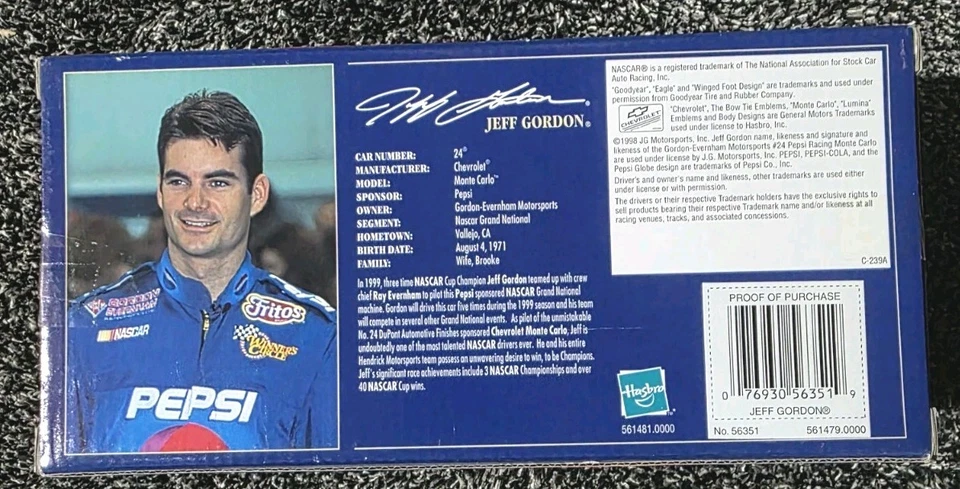 Jeff Gordon®
JEFF GORDON®
CAR NUMBER: 24®
MANUFACTURER: Chevrolet®
MODEL: Monte Carlo™
SPONSOR: Pepsi
OWNER: Gordon-Evernham Motorsports
SEGMENT: Nascar Grand National
HOMETOWN: Vallejo, CA
BIRTH DATE: August 4, 1971
FAMILY: Wife, Brooke
In 1999, three time NASCAR Cup Champion Jeff Gordon teamed up with crew
chief Ray Evernham to pilot this Pepsi sponsored NASCAR Grand National
machine. Gordon will drive this car five times during the 1999 season and his team
will compete in several other Grand National events. As pilot of the unmistakable
No. 24 DuPont Automotive Finishes sponsored Chevrolet Monte Carlo, Jeff is
undoubtedly one of the most talented NASCAR drivers ever. He and his entire
Hendrick Motorsports team possess an unwavering desire to win, to be Champions.
Jeff's significant race achievements include 3 NASCAR Championships and over
40 NASCAR Cup wins.
NASCAR® is a registered trademark of The National Association for Stock Car
Auto Racing, Inc.
"Goodyear", "Eagle" and "Winged Foot Design" are trademarks and used under
permission from Goodyear Tire and Rubber Company.
CHEVROLET
"Chevrolet", The Bow Tie Emblems, "Monte Carlo", "Lumina"
Emblems and Body Designs are General Motors Trademarks
used under license to Hasbro, Inc.
©1998 JG Motorsports, Inc. Jeff Gordon name, likeness and signature and
likeness of the Gordon-Evernham Motorsports #24 Pepsi Racing Monte Carlo
are used under license by J.G. Motorsports, Inc. PEPSI, PEPSI-COLA, and the
Pepsi Globe design are trademarks of Pepsi Co., Inc.
Driver's and owner's name and likeness, other trademarks are used either
under license or with permission.
The drivers or their respective Trademark holders have the exclusive rights to
sell products bearing their respective Trademark name and/or likeness at all
racing venues, tracks, and associated concessions.
C-239A
PROOF OF PURCHASE
0 76930 56351 9
JEFF GORDON®
No. 56351 561479.0000
Hasbro
561481.0000
Fritos
NASCAR
WINNER'S
CIRCLE
PEPSI